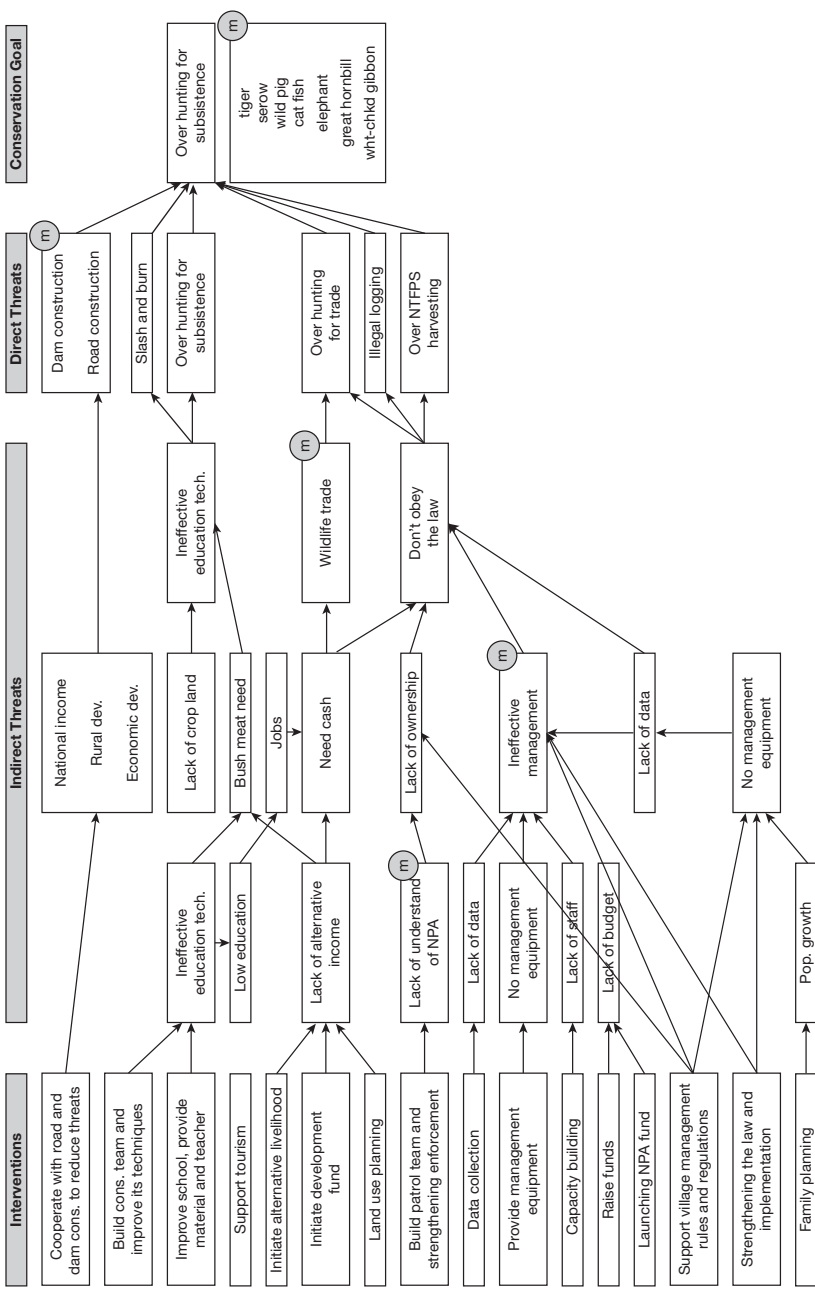 Interventions
Cooperate with road and
dam cons. to reduce threats
Build cons. team and
improve its techniques
Improve school, provide
material and teacher
Support tourism
Initiate alternative livelihood
Initiate development
fund
Land use planning
Build patrol team and
strengthening enforcement
Data collection
Provide management
equipment
Capacity building
Raise funds
Launching NPA fund
Support village management
rules and regulations
Strengthening the law and
implementation
Family planning
Indirect Threats
Ineffective
education tech.
Low education
Lack of alternative
income
m
Lack of understand
of NPA
Lack of data
No management
equipment
Lack of staff
Lack of budget
Pop. growth
National income
Rural dev.
Economic dev.
Lack of crop land
Bush meat need
Jobs
Need cash
Lack of ownership
m
Ineffective
management
Lack of data
No management
equipment
Ineffective
education tech.
m
Wildlife trade
Don't obey
the law
Direct Threats
m
Dam construction
Road construction
Slash and burn
Over hunting for
subsistence
Over hunting
for trade
Illegal logging
Over NTFPS
harvesting
Conservation Goal
Over hunting for
subsistence
m
tiger
serow
wild pig
cat fish
elephant
great hornbill
wht-chkd gibbon